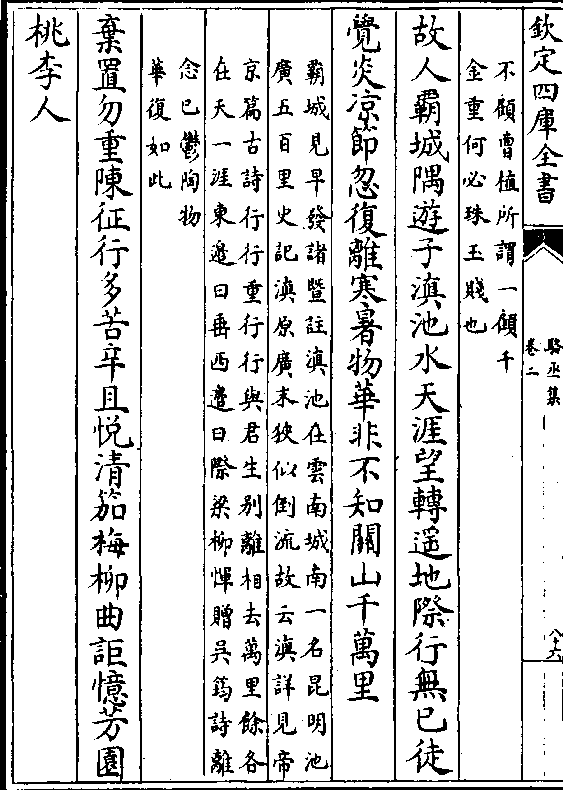 欽定四庫全書
駱丞集
卷二
八十六
不顧曹植所謂一顧千
金重何必珠玉賤也
故人霸城隅遊子滇池水天涯望轉遥地際行無已徒
覺炎凉節忽復離寒暑物華非不知關山千萬里
霸城見早發諸暨註滇池在雲南城南一名昆明池
廣五百里史記滇原廣末狹似倒流故云滇詳見帝
京篇古詩行行重行行與君生别離相去萬里餘各
在天一涯東邉曰垂西邉曰際梁柳惲贈吴筠詩離
念已鬱陶物
華復如此
棄置勿重陳征行多苦辛且悦清笳梅柳曲詎憶芳園
桃李人